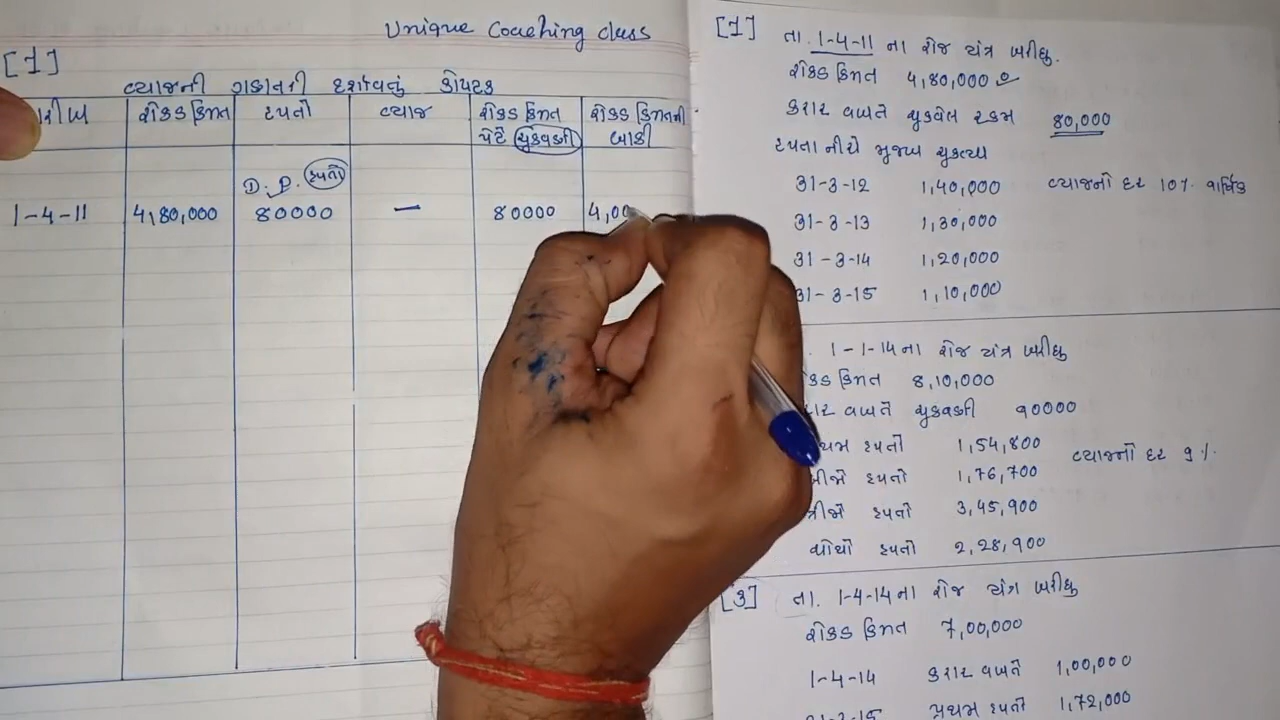 Unique Coaching class
[1]
વ્યાજની ગણતરી દર્શાવતું કોષ્ટક
રીખ રોકડ કિંમત હપતો વ્યાજ રોકડ કિંમત પેટે ચુકવણી રોકડ કિંમતની બાકી
D. P. હપતો
1-4-11 4,80,000 80000 — 80000 4,00
[1] તા. 1-4-11 ના રોજ યંત્ર ખરીદ્યુ.
રોકડ કિંમત 4,80,000
કરાર વખતે ચુકવેલ રકમ 80,000
હપતા નીચે મુજબ ચુકવ્યા
31-3-12 1,40,000 વ્યાજનો દર 10% વાર્ષિક
31-3-13 1,30,000
31-3-14 1,20,000
31-3-15 1,10,000
1-1-14 ના રોજ યંત્ર ખરીદ્યુ
કડ કિંમત 8,10,000
રાર વખતે ચુકવણી 90000
થમ હપતો 1,54,800 વ્યાજનો દર 9%.
બીજો હપતો 1,76,700
ત્રીજો હપતો 3,45,900
ચોથો હપતો 2,28,900
[3] તા. 1-4-14 ના રોજ યંત્ર ખરીદ્યુ
રોકડ કિંમત 7,00,000
1-4-14 કરાર વખતે 1,00,000
31-3-15 પ્રથમ હપતો 1,72,000